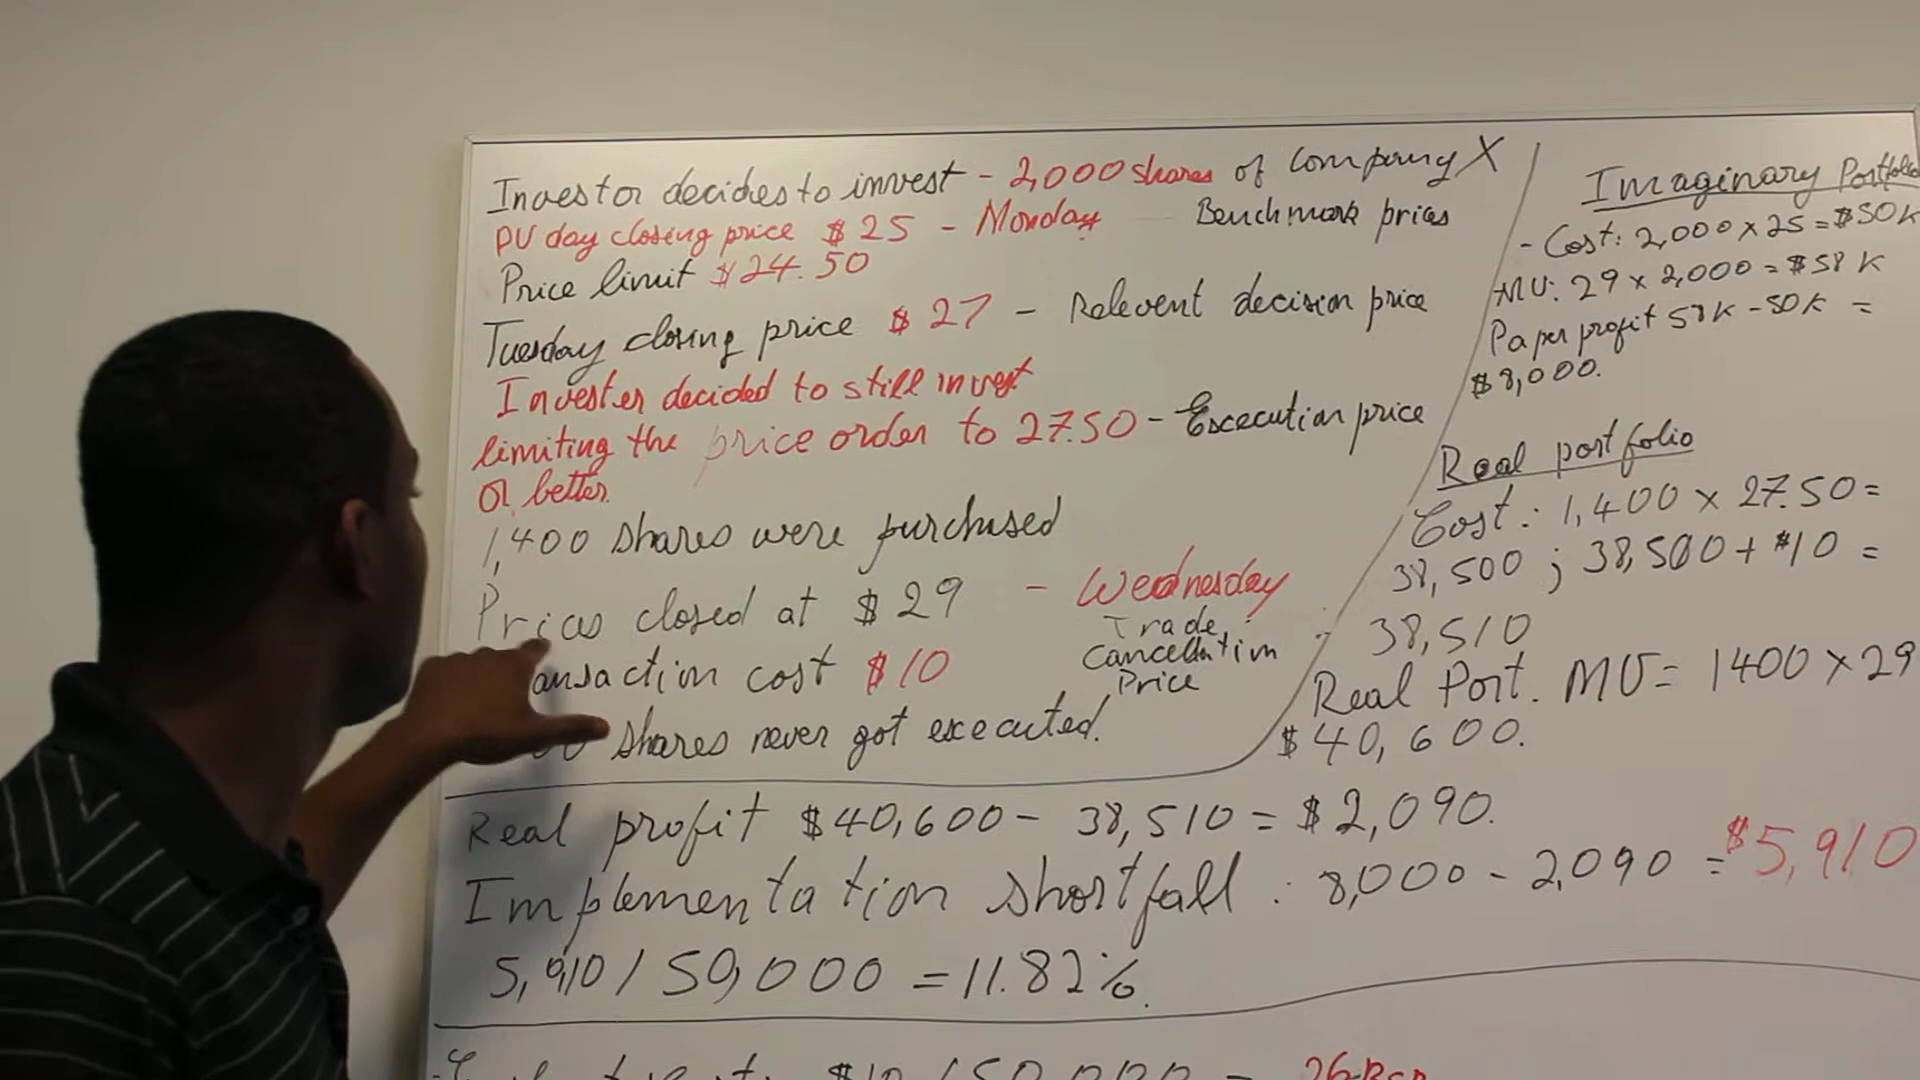 Investor decides to invest - 2,000 shares of Company X
PV day closing price $25 - Monday Benchmark prices
Price limit $24.50
Tuesday closing price $27 - Relevent decision price
Invester decided to still invest
limiting the price order to 27.50 - Excecution price
or better.
1,400 shares were purchased
Prices closed at $29 - Wednesday
Trade
Cancellation
Price
ansaction cost $10
00 shares never got executed.
Imaginary Portfolio
- Cost: 2,000 x 25 = $50K
MV: 29 x 2,000 = $58K
Paper profit 58K - 50K =
$8,000.
Real portfolio
Cost: 1,400 x 27.50 =
38,500 ; 38,500 + $10 =
38,510
Real Port. MV = 1400 x 29
$40,600.
Real profit $40,600 - 38,510 = $2,090.
Implementation shortfall : 8,000 - 2,090 = $5,910
5,910 / 50,000 = 11.82%.